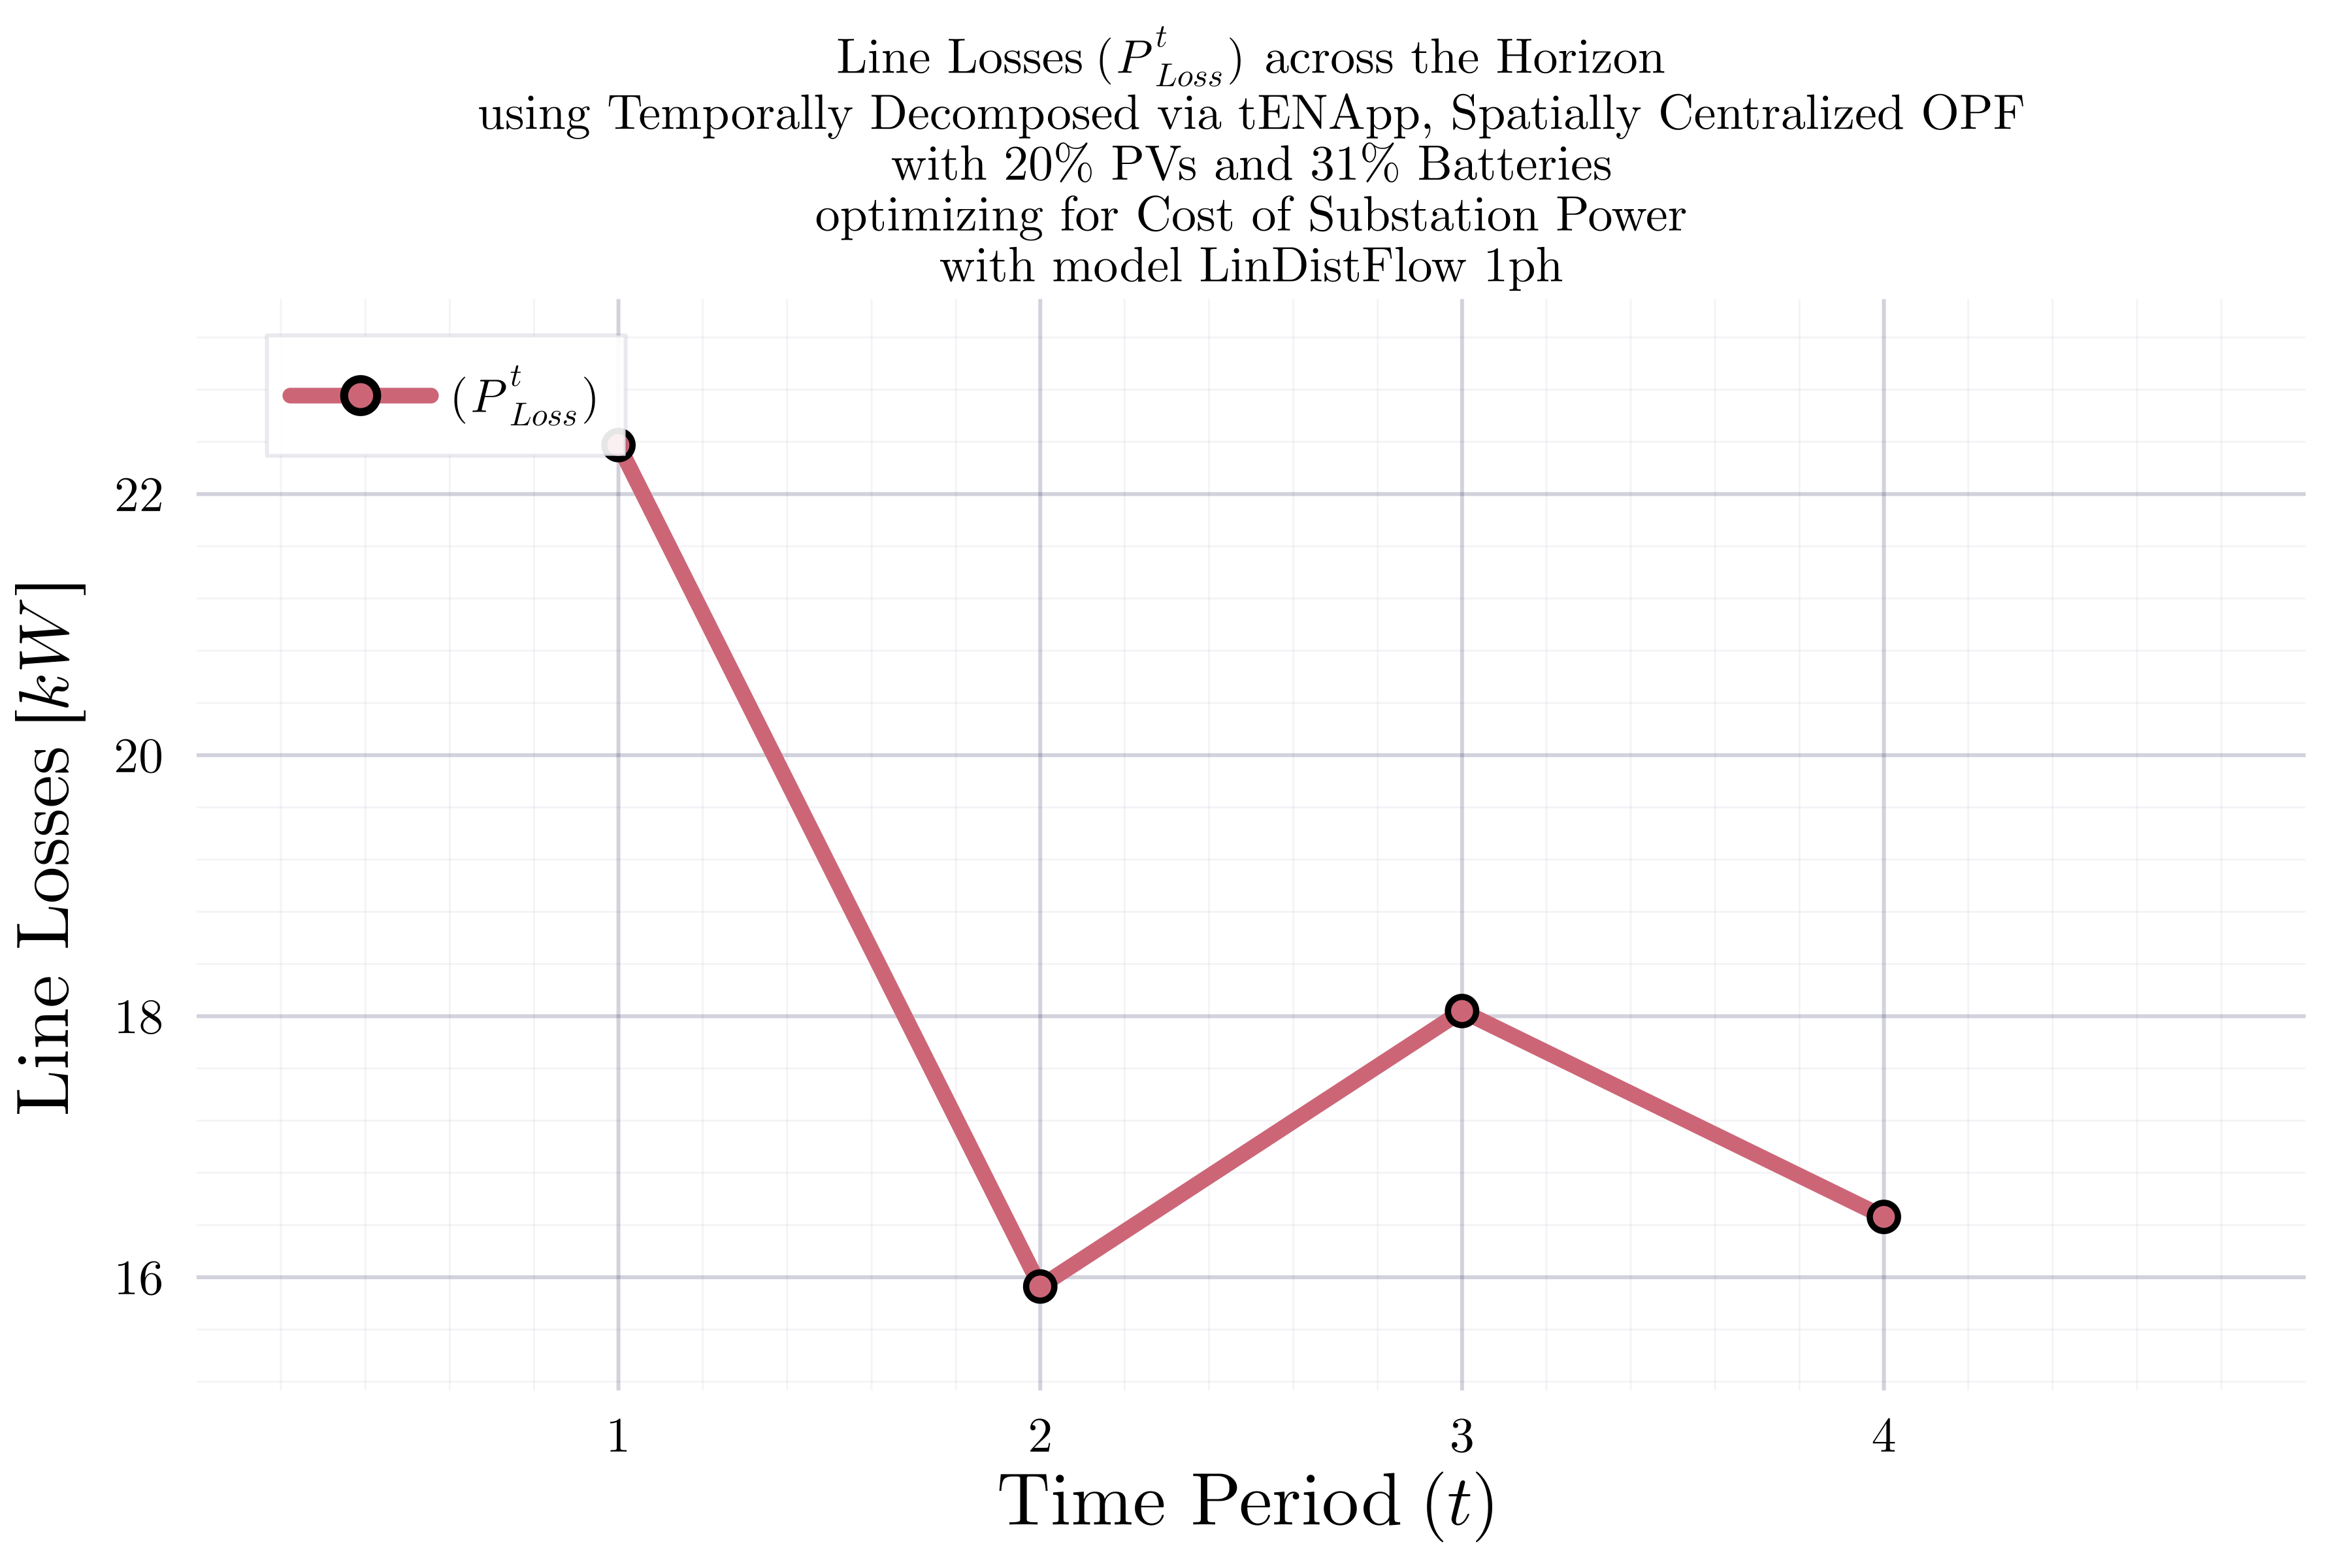 Line Losses (P^t_Loss) across the Horizon
using Temporally Decomposed via tENApp, Spatially Centralized OPF
with 20% PVs and 31% Batteries
optimizing for Cost of Substation Power
with model LinDistFlow 1ph
(P^t_Loss)
Line Losses [kW]
22
20
18
16
1 2 3 4
Time Period (t)